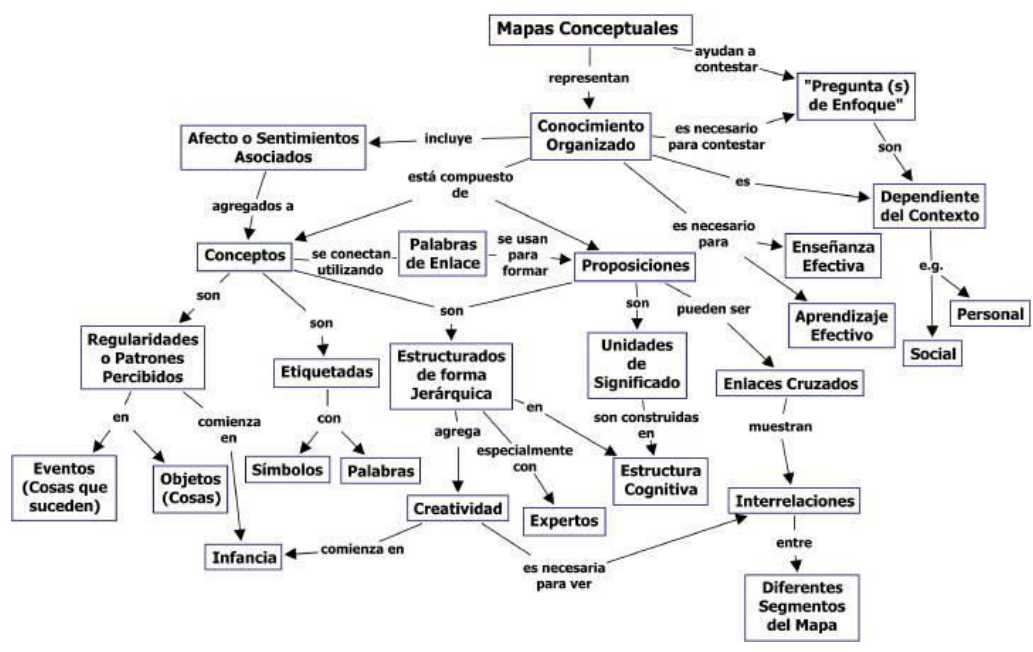 Mapas Conceptuales
ayudan a
contestar
representan
"Pregunta (s)
de Enfoque"
Conocimiento
Organizado
es necesario
para contestar
incluye
Afecto o Sentimientos
Asociados
son
está compuesto
de
es
Dependiente
del Contexto
agregados a
es necesario
para
Enseñanza
Efectiva
Conceptos
se conectan
utilizando
Palabras
de Enlace
se usan
para
formar
Proposiciones
e.g.
Personal
Social
Aprendizaje
Efectivo
son
son
son
son
pueden ser
Regularidades
o Patrones
Percibidos
Etiquetadas
Estructurados
de forma
Jerárquica
Unidades
de
Significado
Enlaces Cruzados
en
comienza
en
con
agrega
especialmente
con
en
son construidas
en
muestran
Eventos
(Cosas que
suceden)
Objetos
(Cosas)
Símbolos
Palabras
Estructura
Cognitiva
Creatividad
Expertos
Interrelaciones
Infancia
comienza en
es necesaria
para ver
entre
Diferentes
Segmentos
del Mapa